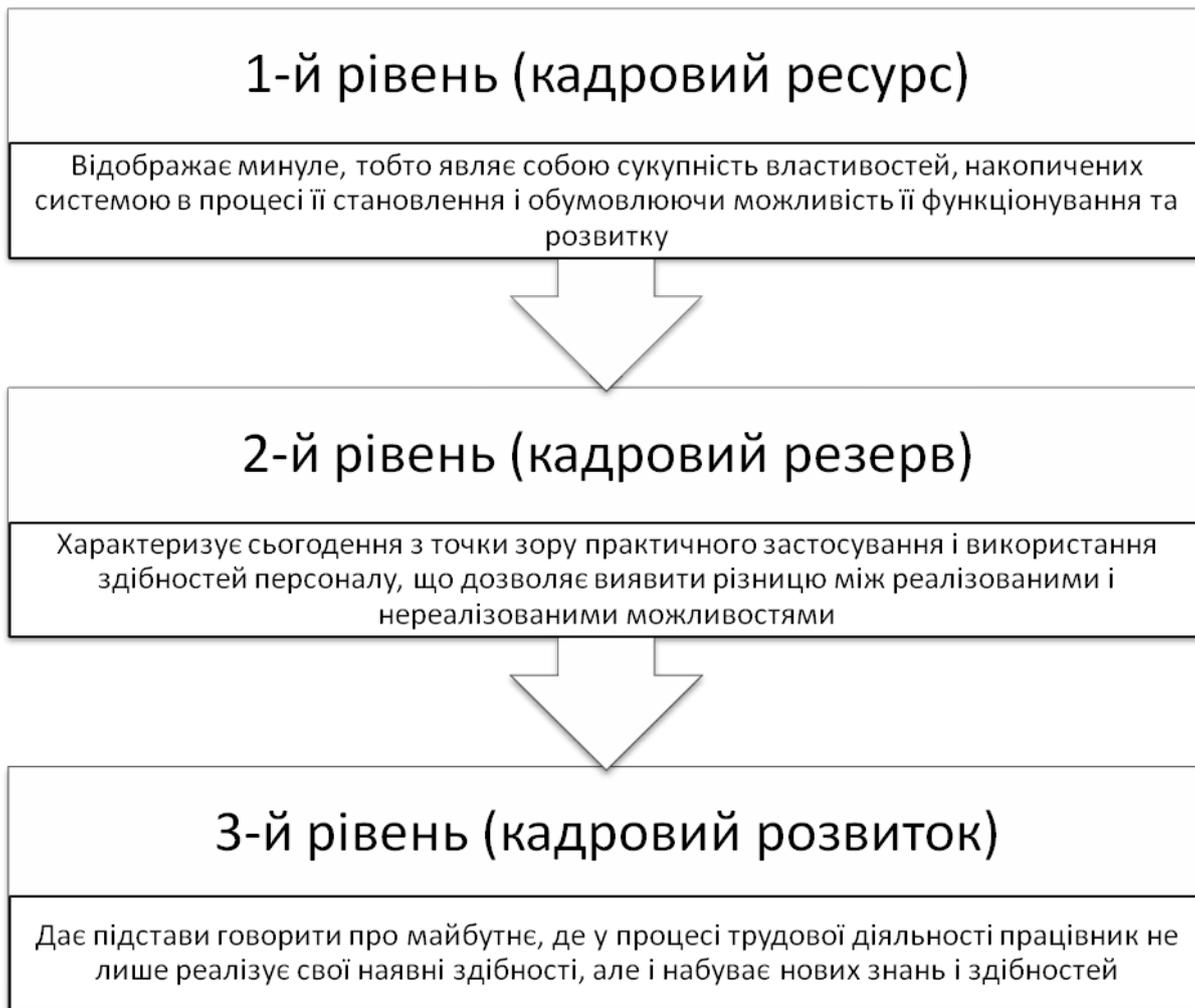 1-й рівень (кадровий ресурс)
Відображає минуле, тобто являє собою сукупність властивостей, накопичених
системою в процесі її становлення і обумовлюючи можливість її функціонування та
розвитку
2-й рівень (кадровий резерв)
Характеризує сьогодення з точки зору практичного застосування і використання
здібностей персоналу, що дозволяє виявити різницю між реалізованими і
нереалізованими можливостями
3-й рівень (кадровий розвиток)
Дає підстави говорити про майбутнє, де у процесі трудової діяльності працівник не
лише реалізує свої наявні здібності, але і набуває нових знань і здібностей